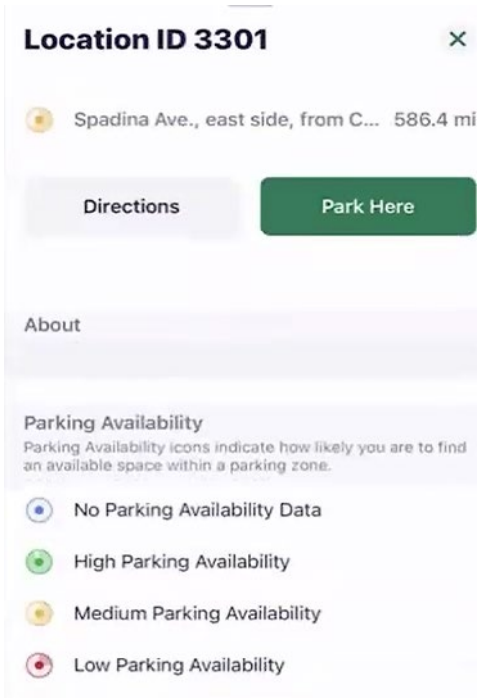 Location ID 3301
Spadina Ave., east side, from C... 586.4 mi
Directions
Park Here
About
Parking Availability
Parking Availability icons indicate how likely you are to find
an available space within a parking zone.
No Parking Availability Data
High Parking Availability
Medium Parking Availability
Low Parking Availability